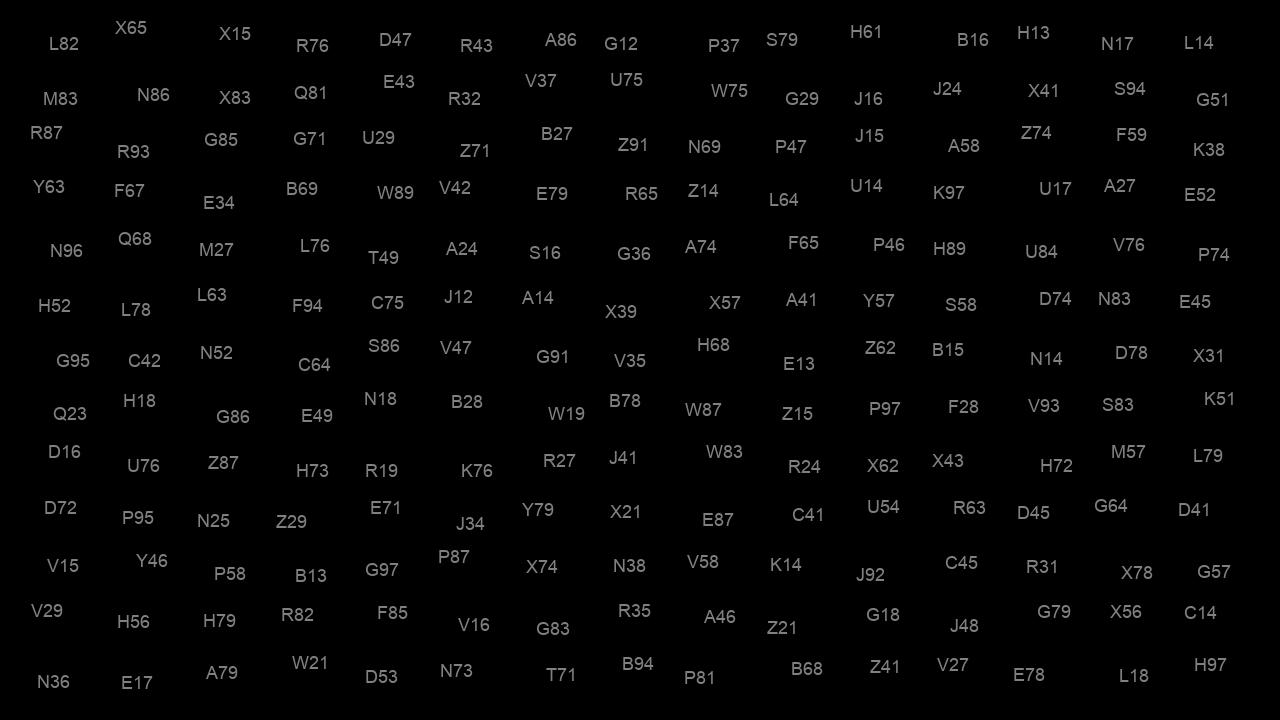 L82 X65 X15 R76 D47 R43 A86 G12 P37 S79 H61 B16 H13 N17 L14
M83 N86 X83 Q81 E43 R32 V37 U75 W75 G29 J16 J24 X41 S94 G51
R87 R93 G85 G71 U29 Z71 B27 Z91 N69 P47 J15 A58 Z74 F59 K38
Y63 F67 E34 B69 W89 V42 E79 R65 Z14 L64 U14 K97 U17 A27 E52
N96 Q68 M27 L76 T49 A24 S16 G36 A74 F65 P46 H89 U84 V76 P74
H52 L78 L63 F94 C75 J12 A14 X39 X57 A41 Y57 S58 D74 N83 E45
G95 C42 N52 C64 S86 V47 G91 V35 H68 E13 Z62 B15 N14 D78 X31
Q23 H18 G86 E49 N18 B28 W19 B78 W87 Z15 P97 F28 V93 S83 K51
D16 U76 Z87 H73 R19 K76 R27 J41 W83 R24 X62 X43 H72 M57 L79
D72 P95 N25 Z29 E71 J34 Y79 X21 E87 C41 U54 R63 D45 G64 D41
V15 Y46 P58 B13 G97 P87 X74 N38 V58 K14 J92 C45 R31 X78 G57
V29 H56 H79 R82 F85 V16 G83 R35 A46 Z21 G18 J48 G79 X56 C14
N36 E17 A79 W21 D53 N73 T71 B94 P81 B68 Z41 V27 E78 L18 H97